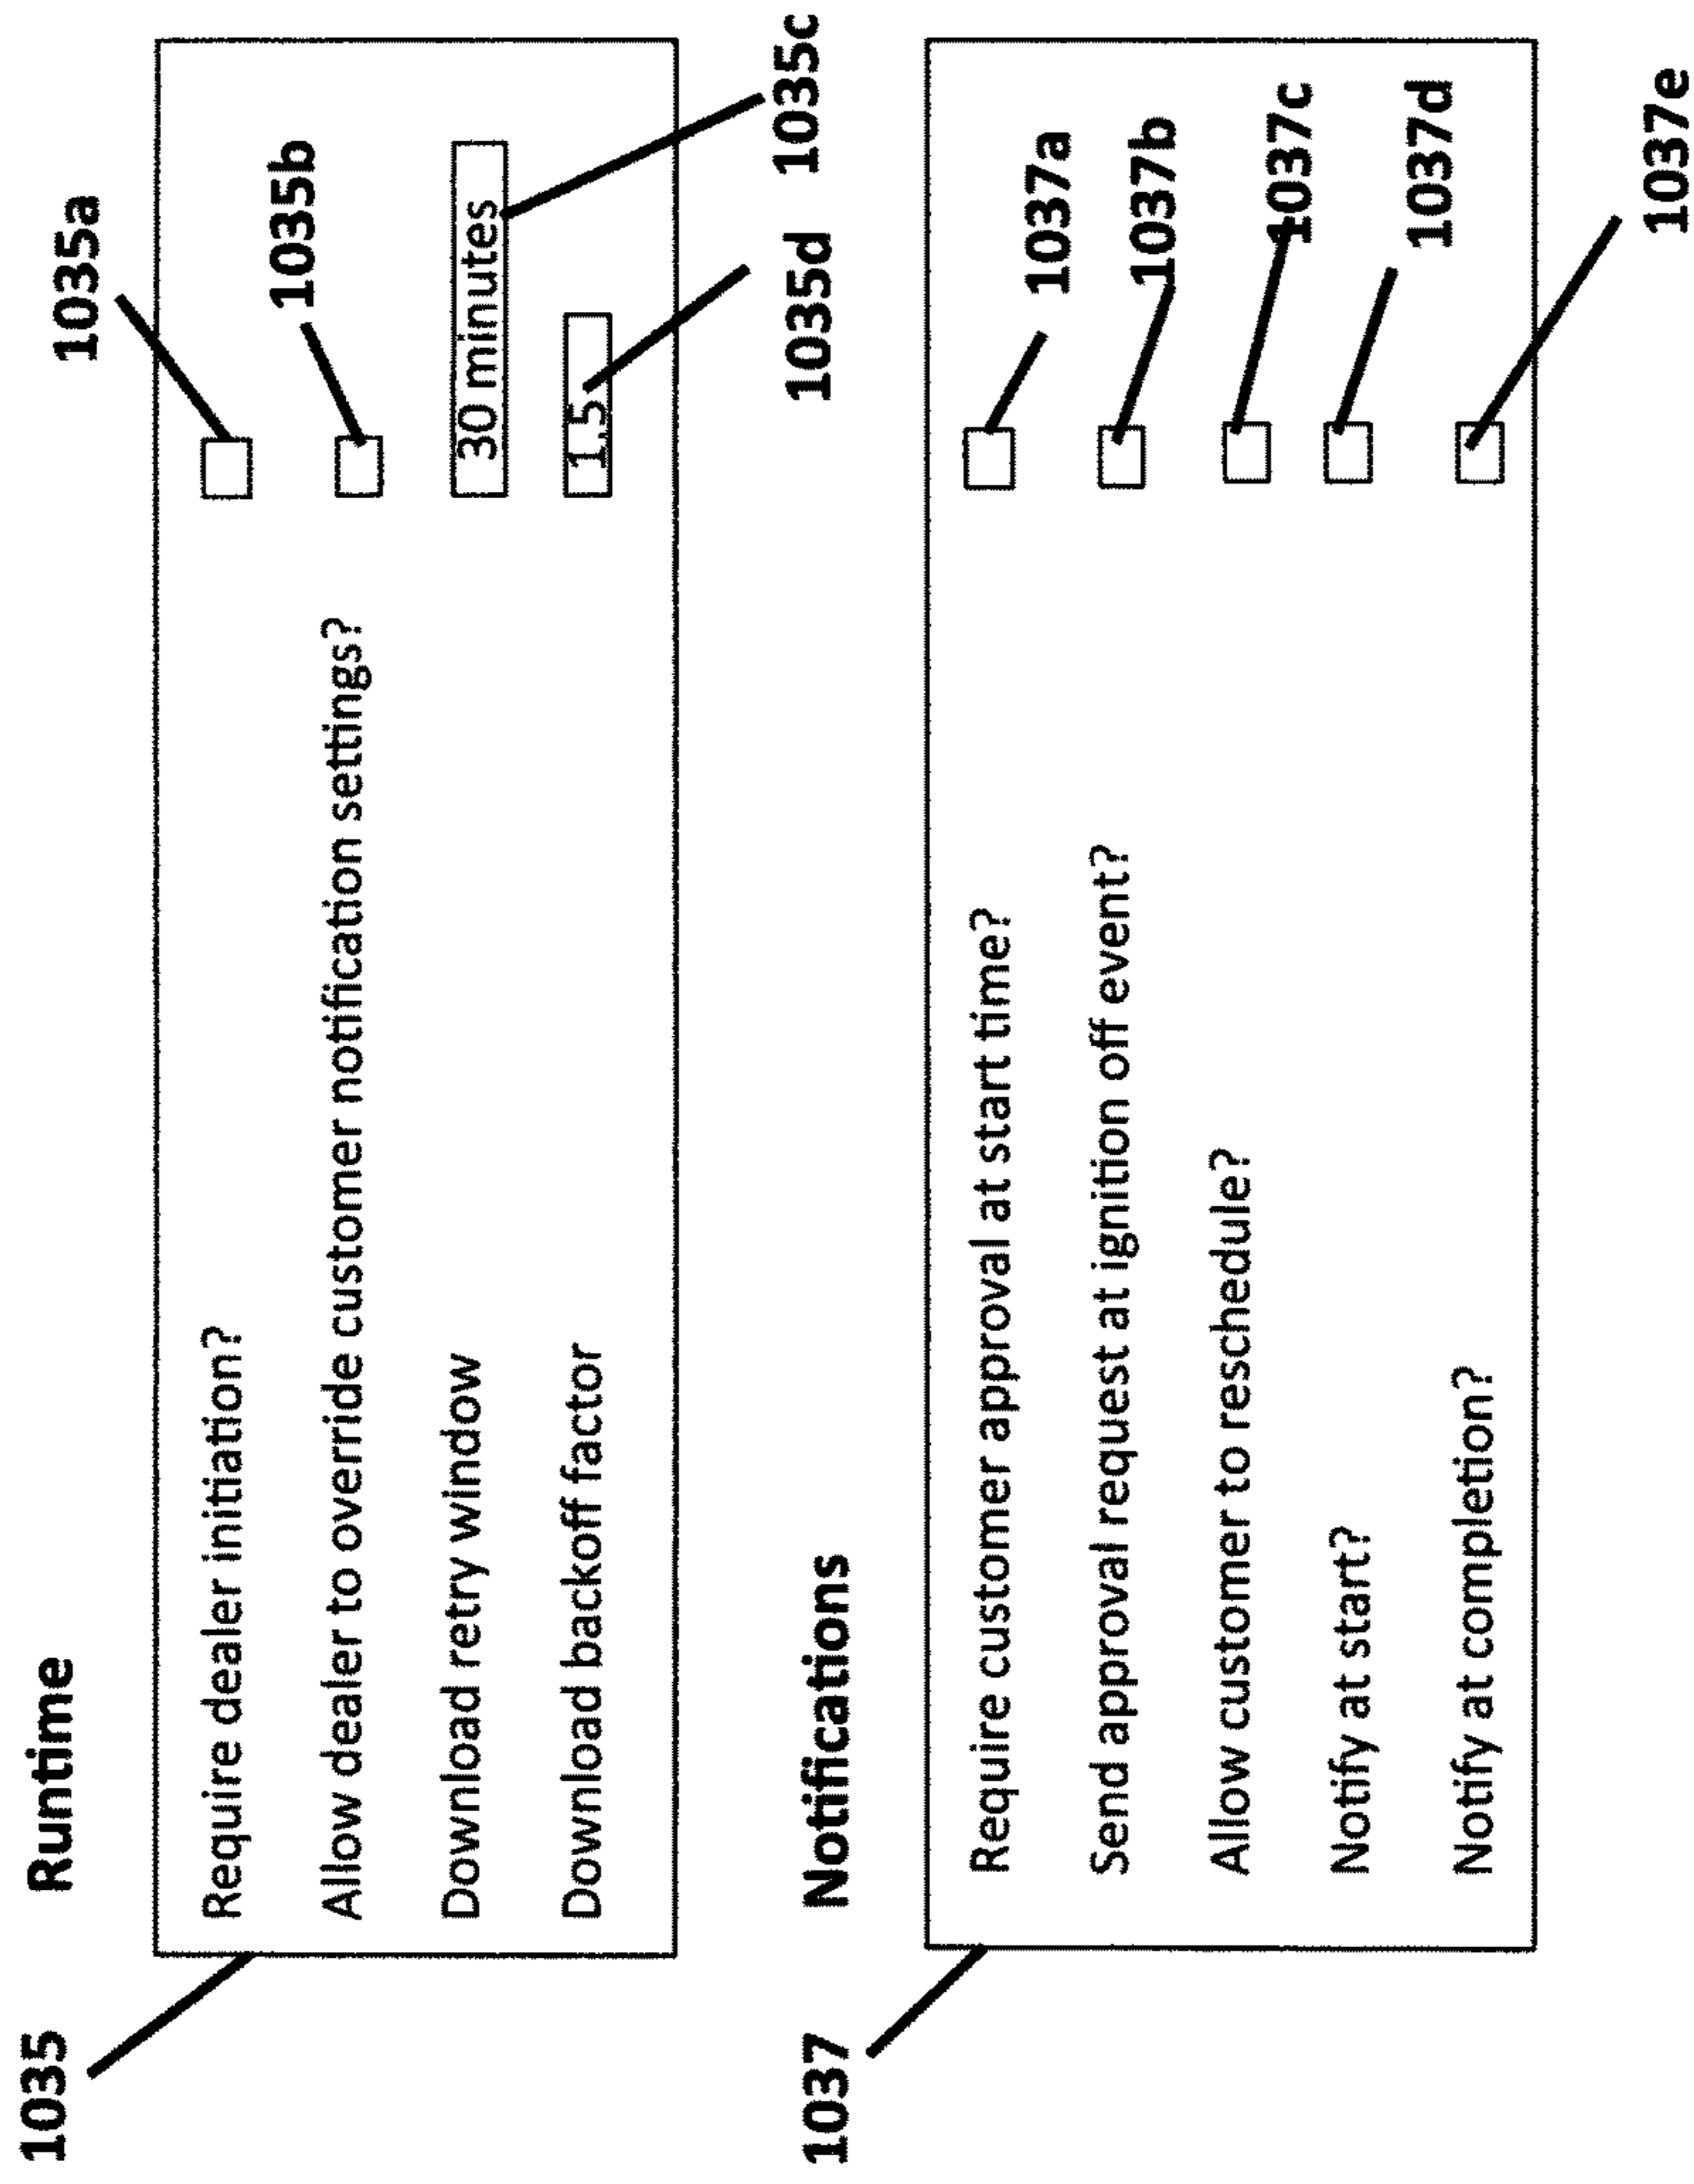 1035 Runtime
1035a
Require dealer initiation?
1035b
Allow dealer to override customer notification settings?
Download retry window 30 minutes
1035c
Download backoff factor 1.5
1035d
1037 Notifications
1037a
Require customer approval at start time?
1037b
Send approval request at ignition off event?
1037c
Allow customer to reschedule?
1037d
Notify at start?
Notify at completion?
1037e